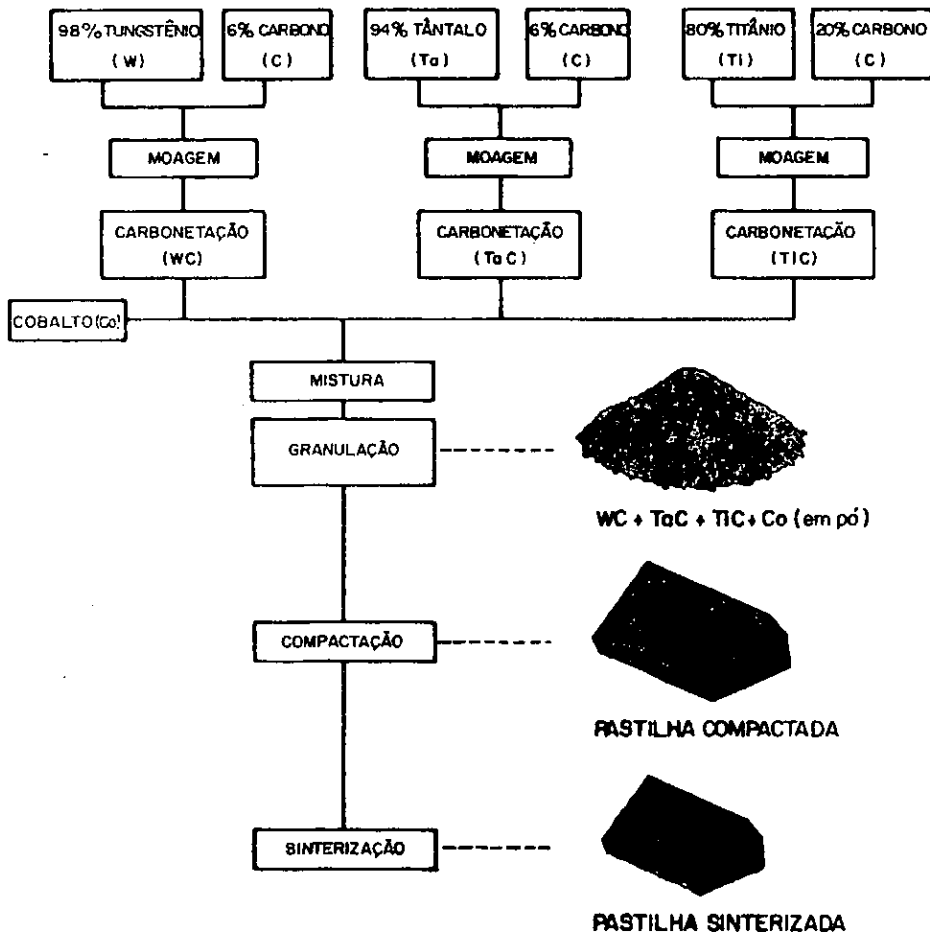 98% TUNGSTÊNIO
(W)
6% CARBONO
(C)
94% TÂNTALO
(Ta)
6% CARBONO
(C)
80% TITÂNIO
(Ti)
20% CARBONO
(C)
MOAGEM
MOAGEM
MOAGEM
CARBONETAÇÃO
(WC)
CARBONETAÇÃO
(TaC)
CARBONETAÇÃO
(TiC)
COBALTO (Co)
MISTURA
GRANULAÇÃO
WC + TaC + TiC + Co (em pó)
COMPACTAÇÃO
PASTILHA COMPACTADA
SINTERIZAÇÃO
PASTILHA SINTERIZADA